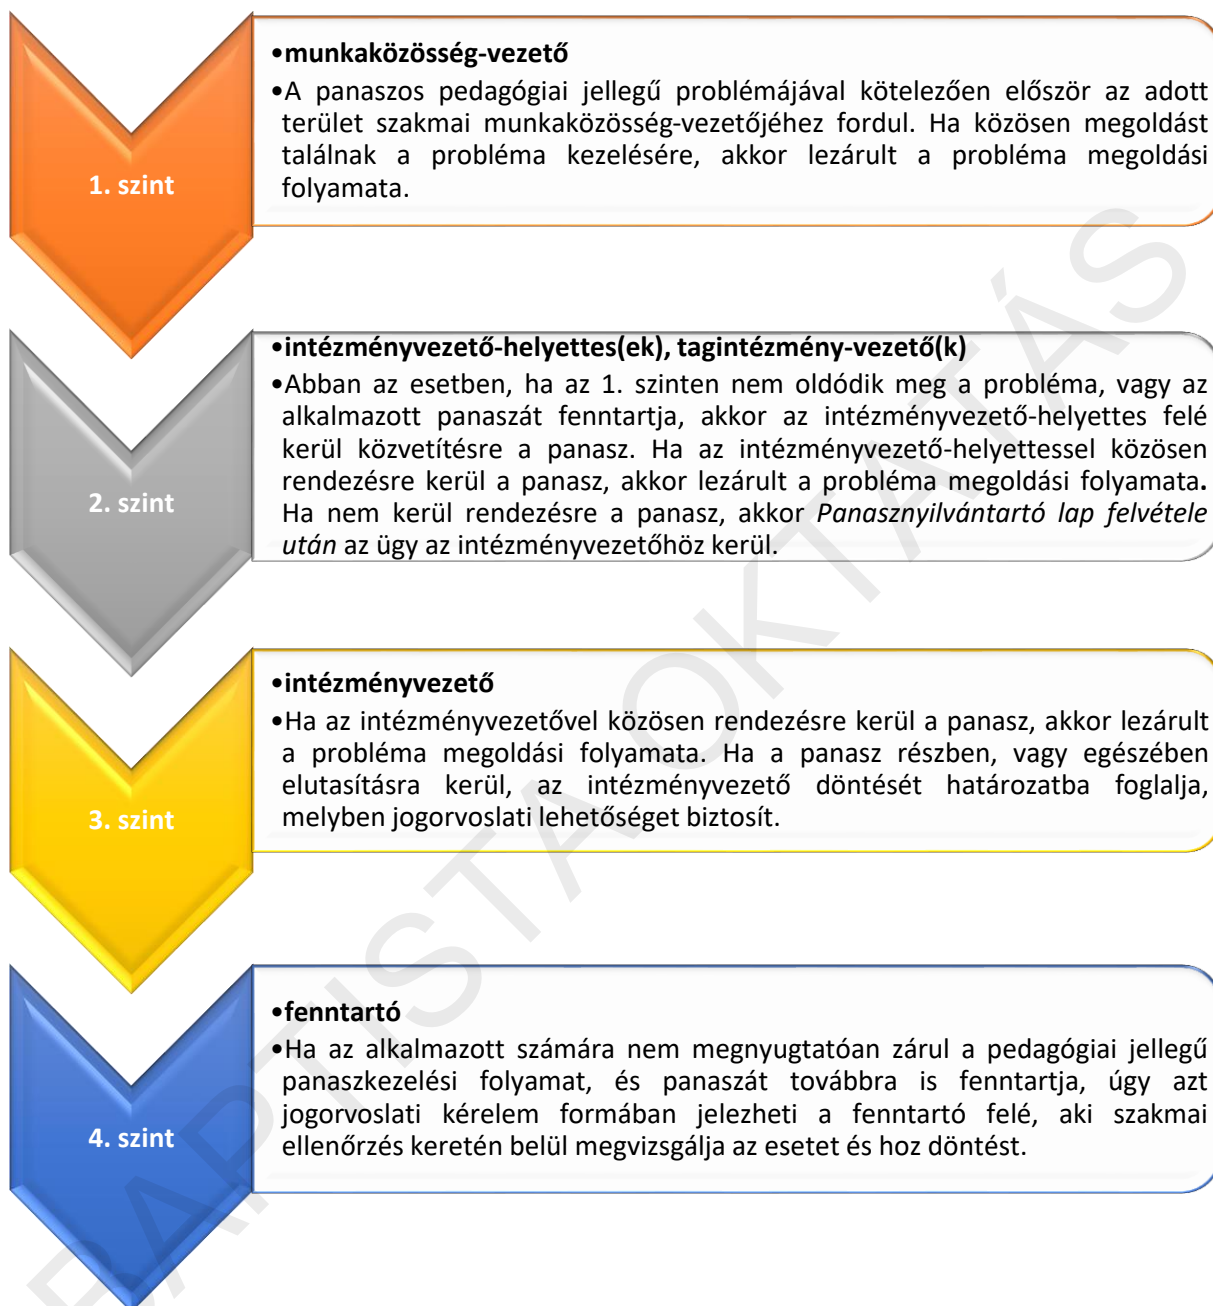 •munkaközösség-vezető
•A panaszos pedagógiai jellegű problémájával kötelezően először az adott
terület szakmai munkaközösség-vezetőjéhez fordul. Ha közösen megoldást
találnak a probléma kezelésére, akkor lezárult a probléma megoldási
folyamata.
1. szint
•intézményvezető-helyettes(ek), tagintézmény-vezető(k)
•Abban az esetben, ha az 1. szinten nem oldódik meg a probléma, vagy az
alkalmazott panaszát fenntartja, akkor az intézményvezető-helyettes felé
kerül közvetítésre a panasz. Ha az intézményvezető-helyettessel közösen
rendezésre kerül a panasz, akkor lezárult a probléma megoldási folyamata.
Ha nem kerül rendezésre a panasz, akkor Panasznyilvántartó lap felvétele
után az ügy az intézményvezetőhöz kerül.
2. szint
•intézményvezető
•Ha az intézményvezetővel közösen rendezésre kerül a panasz, akkor lezárult
a probléma megoldási folyamata. Ha a panasz részben, vagy egészében
elutasításra kerül, az intézményvezető döntését határozatba foglalja,
melyben jogorvoslati lehetőséget biztosít.
3. szint
•fenntartó
•Ha az alkalmazott számára nem megnyugtatóan zárul a pedagógiai jellegű
panaszkezelési folyamat, és panaszát továbbra is fenntartja, úgy azt
jogorvoslati kérelem formában jelezheti a fenntartó felé, aki szakmai
ellenőrzés keretén belül megvizsgálja az esetet és hoz döntést.
4. szint
BAPTISTA OKTATÁS